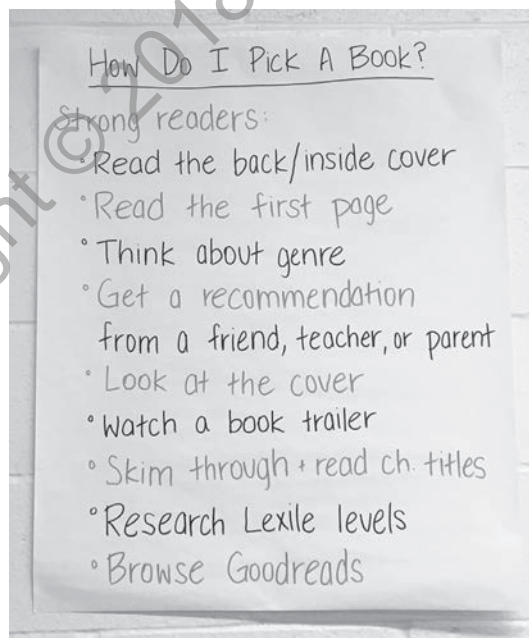 How Do I Pick A Book?
Strong readers:
• Read the back/inside cover
• Read the first page
• Think about genre
• Get a recommendation
from a friend, teacher, or parent
• Look at the cover
• Watch a book trailer
• Skim through + read ch. titles
• Research Lexile levels
• Browse Goodreads